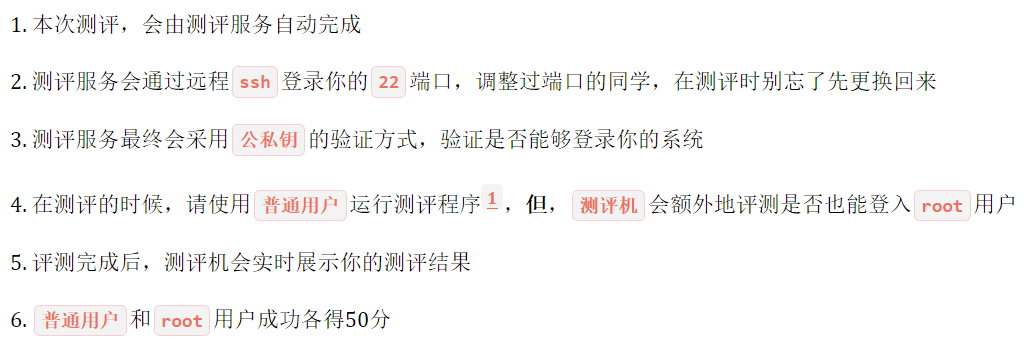 1. 本次测评，会由测评服务自动完成
2. 测评服务会通过远程 ssh 登录你的 22 端口，调整过端口的同学，在测评时别忘了先更换回来
3. 测评服务最终会采用 公私钥 的验证方式，验证是否能够登录你的系统
4. 在测评的时候，请使用 普通用户 运行测评程序1，但，测评机 会额外地评测是否也能登入 root 用户
5. 评测完成后，测评机会实时展示你的测评结果
6. 普通用户 和 root 用户成功各得50分